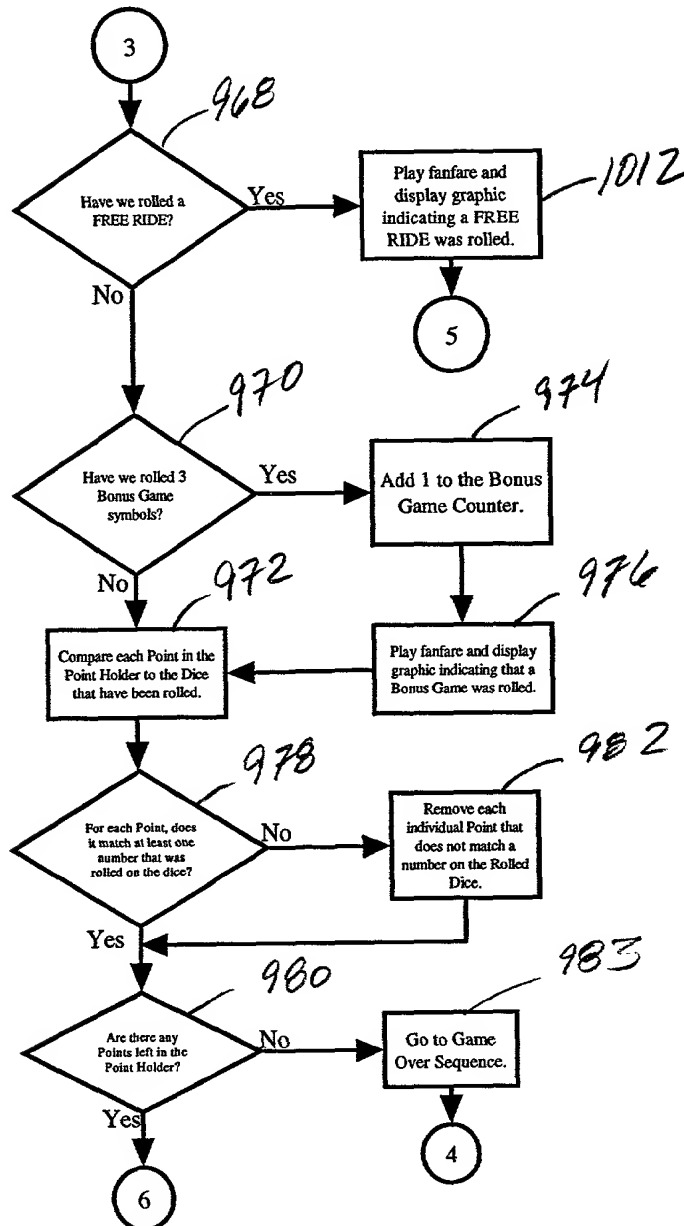 3
968
Have we rolled a
FREE RIDE?
Yes
Play fanfare and
display graphic
indicating a FREE
RIDE was rolled.
1012
No
5
970
Have we rolled 3
Bonus Game
symbols?
Yes
974
Add 1 to the Bonus
Game Counter.
No
972
Compare each Point in the
Point Holder to the Dice
that have been rolled.
976
Play fanfare and display
graphic indicating that a
Bonus Game was rolled.
978
For each Point, does
it match at least one
number that was
rolled on the dice?
No
982
Remove each
individual Point that
does not match a
number on the Rolled
Dice.
Yes
980
Are there any
Points left in the
Point Holder?
No
983
Go to Game
Over Sequence.
Yes
4
6